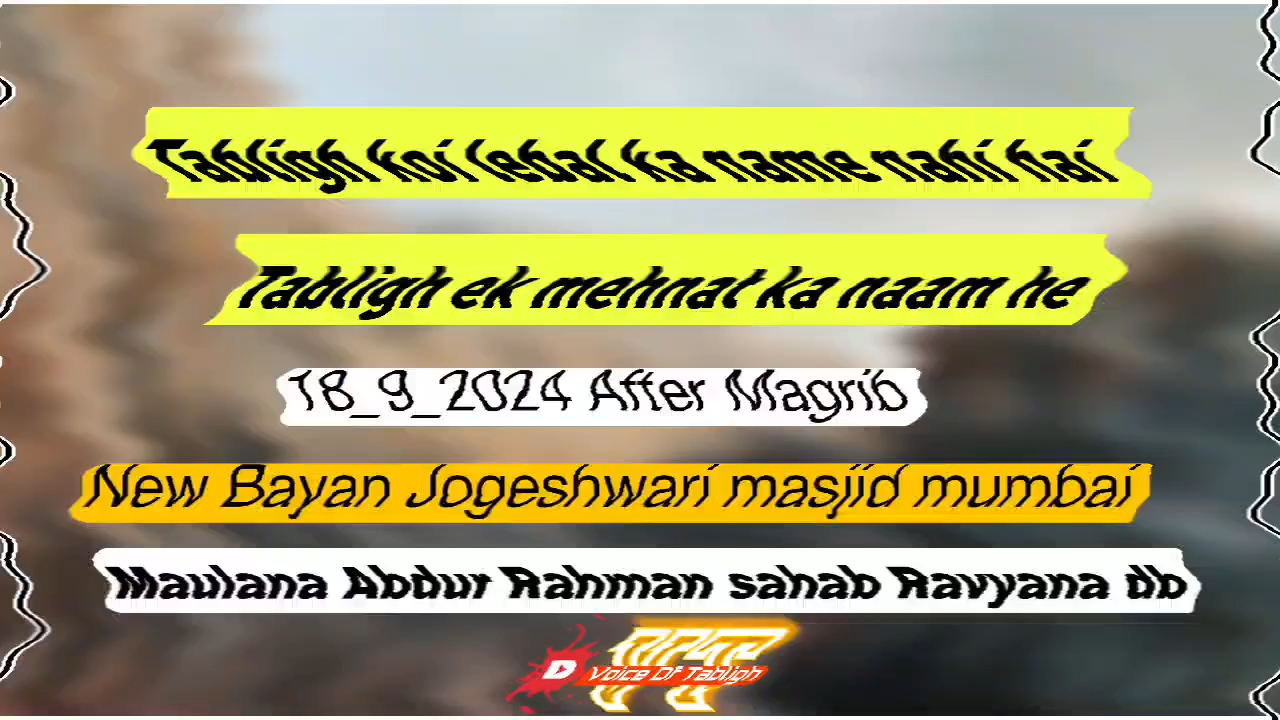 Tabligh koi lebal ka name nahi hai
Tabligh ek mehnat ka naam he
18_9_2024 After Magrib
New Bayan Jogeshwari masjid mumbai
Maulana Abdur Rahman sahab Ravyana db
Voice Of Tabligh